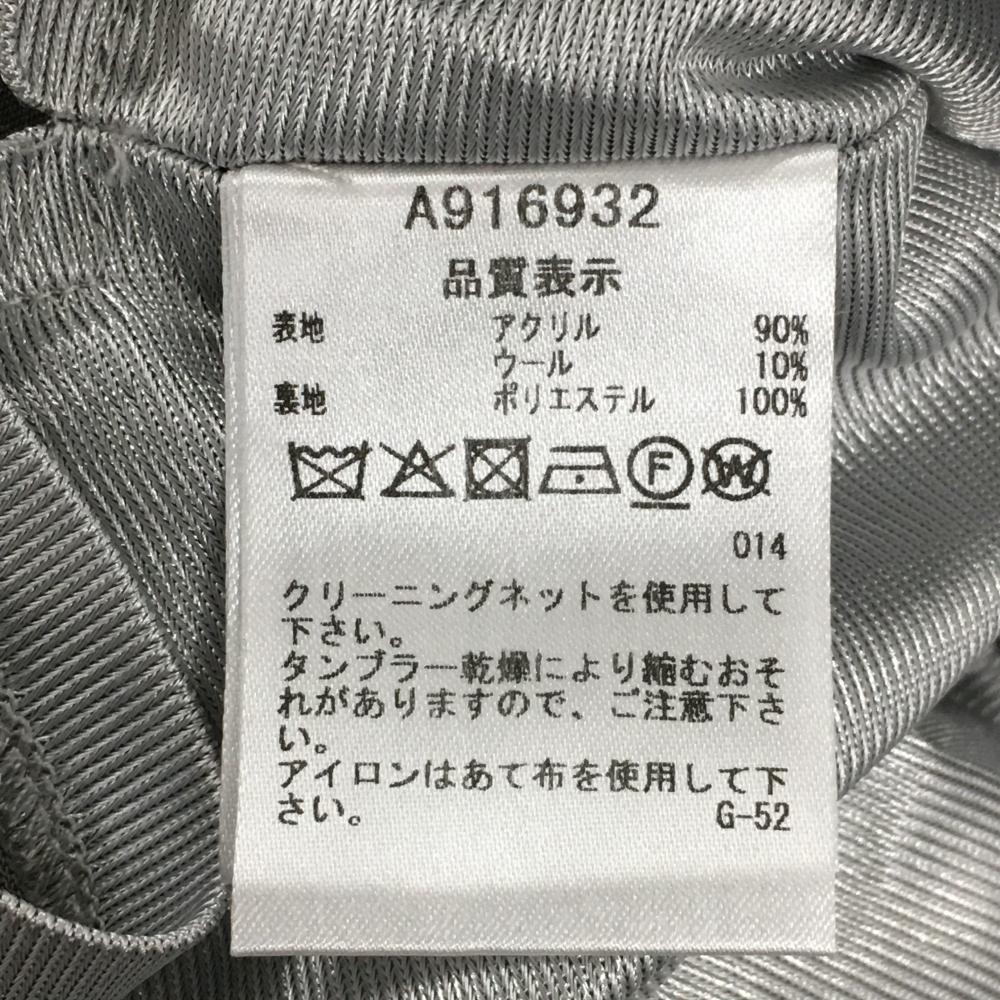 A916932
品質表示
表地 アクリル 90%
ウール 10%
裏地 ポリエステル 100%
F W
014
クリーニングネットを使用して
下さい。
タンブラー乾燥により縮むおそ
れがありますので、ご注意下さ
い。
アイロンはあて布を使用して下
さい。 G-52